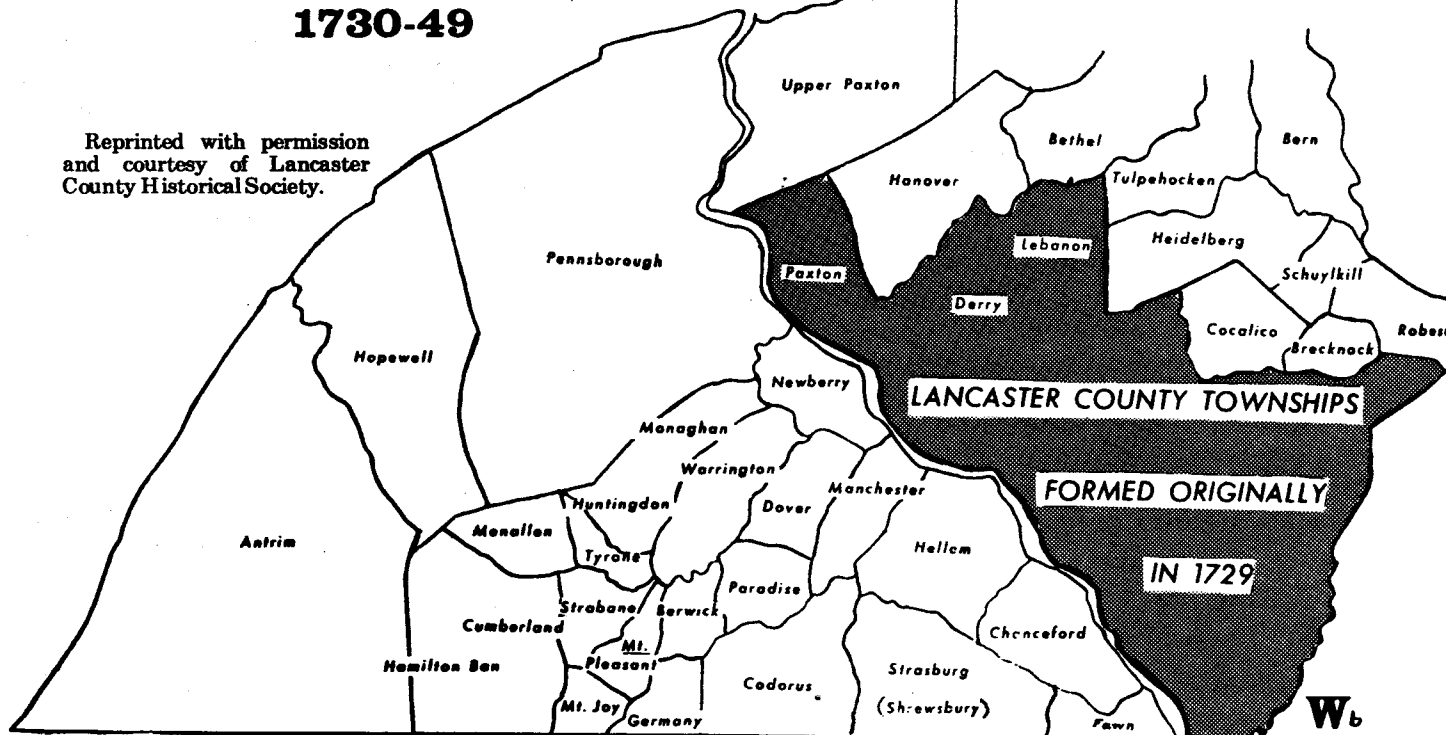 1730-49
Reprinted with permission
and courtesy of Lancaster
County Historical Society.
Upper Paxton
Bethel
Bern
Hanover
Tulpehocken
Lebanon
Heidelberg
Pennsborough
Paxton
Schuylkill
Derry
Cocalico
Robeso
Hopewell
Brecknock
Newberry
LANCASTER COUNTY TOWNSHIPS
Monaghan
Warrington
Manchester
FORMED ORIGINALLY
Huntingdon
Dover
Menallen
Antrim
Hellem
Tyrone
IN 1729
Paradise
Strabane
Berwick
Cumberland
Chanceford
Mt.
Pleasant
Hamilton Ban
Strasburg
Codorus
Mt. Joy
(Shrewsbury)
Germany
Fawn
Wb